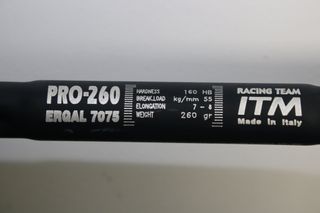 PRO-260
ERGAL 7075
HARDNESS 160 HB
BREAK.LOAD kg/mm 55
ELONGATION 7 - 8
WEIGHT 260 gr
RACING TEAM
ITM
Made in Italy